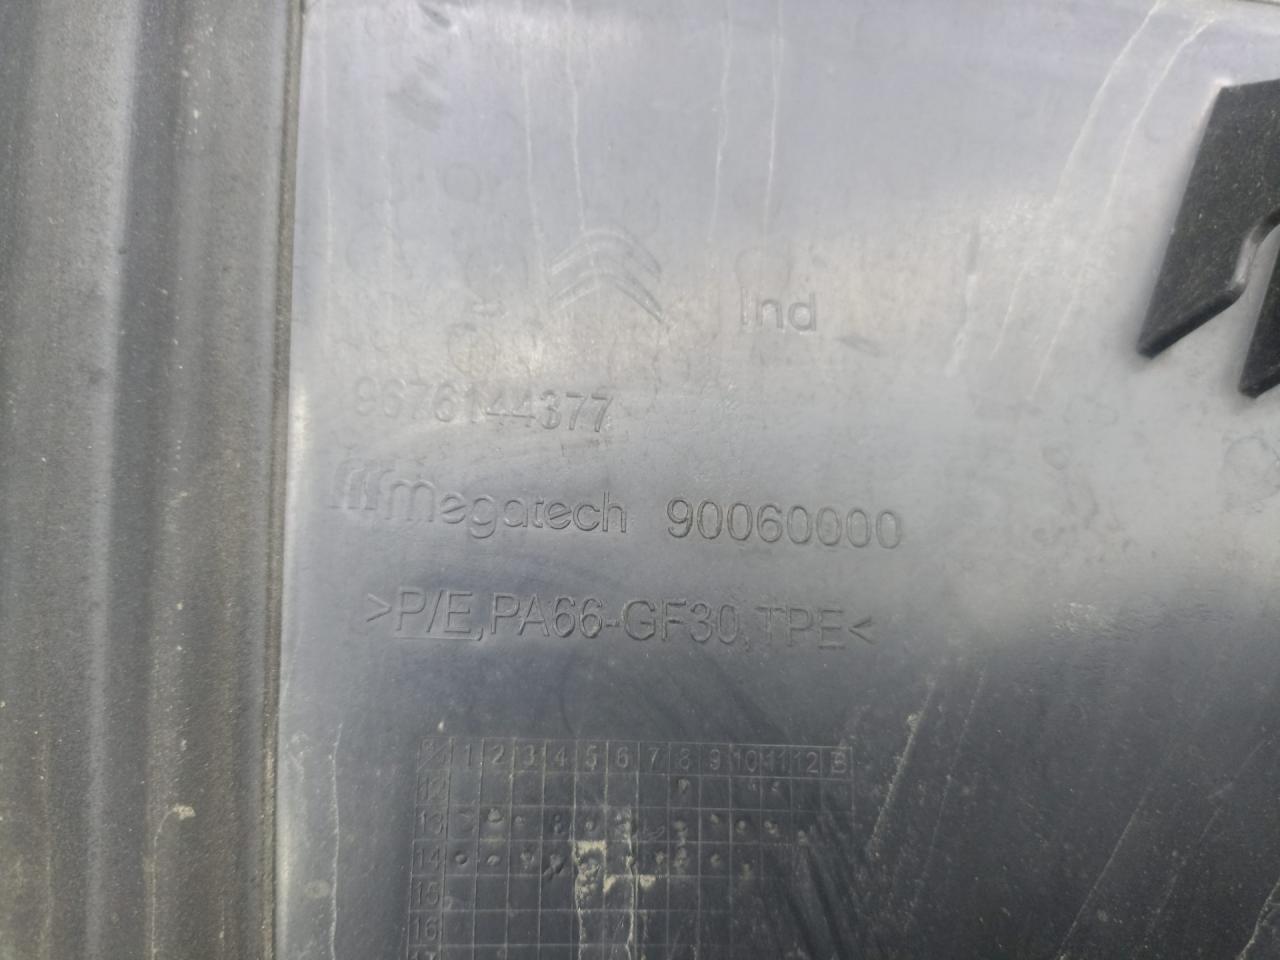 Ind
9676144377
megatech 90060000
>P/E,PA66-GF30,TPE<
1 2 3 4 5 6 7 8 9 10 11 12 B
12
13
14
15
16